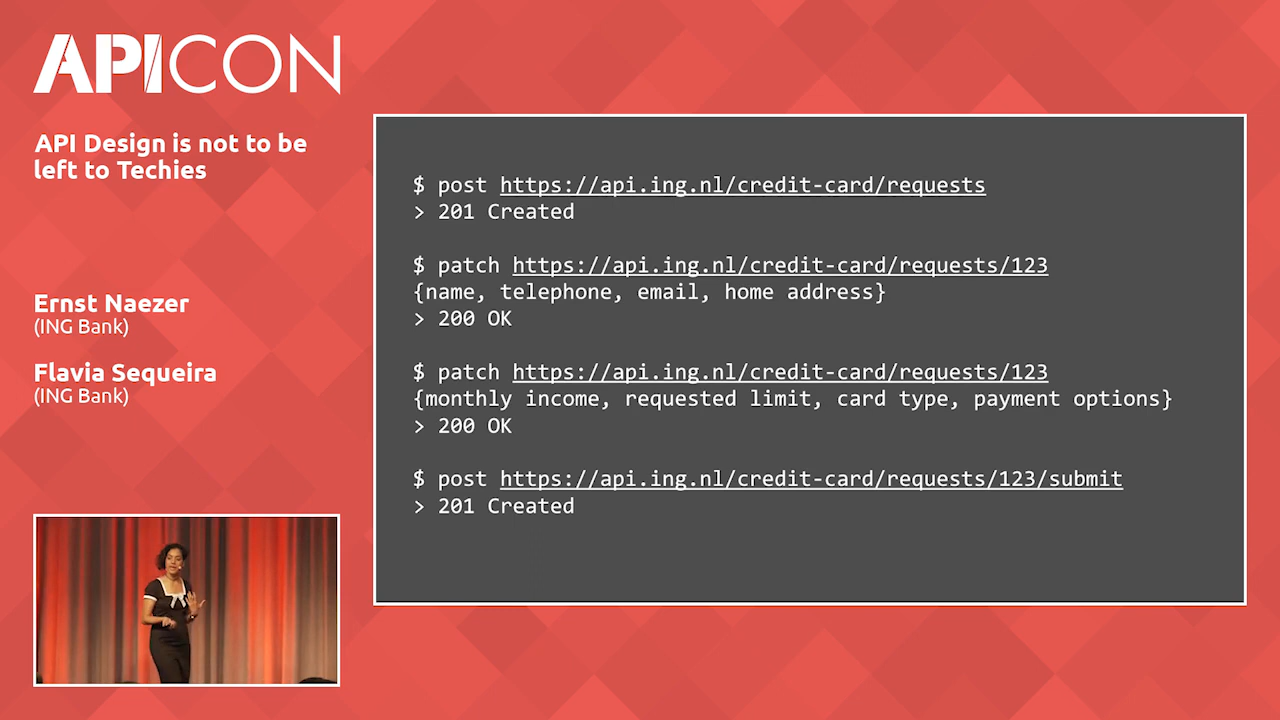 APICON
API Design is not to be
left to Techies
Ernst Naezer
(ING Bank)
Flavia Sequeira
(ING Bank)
$ post https://api.ing.nl/credit-card/requests
> 201 Created
$ patch https://api.ing.nl/credit-card/requests/123
{name, telephone, email, home address}
> 200 OK
$ patch https://api.ing.nl/credit-card/requests/123
{monthly income, requested limit, card type, payment options}
> 200 OK
$ post https://api.ing.nl/credit-card/requests/123/submit
> 201 Created